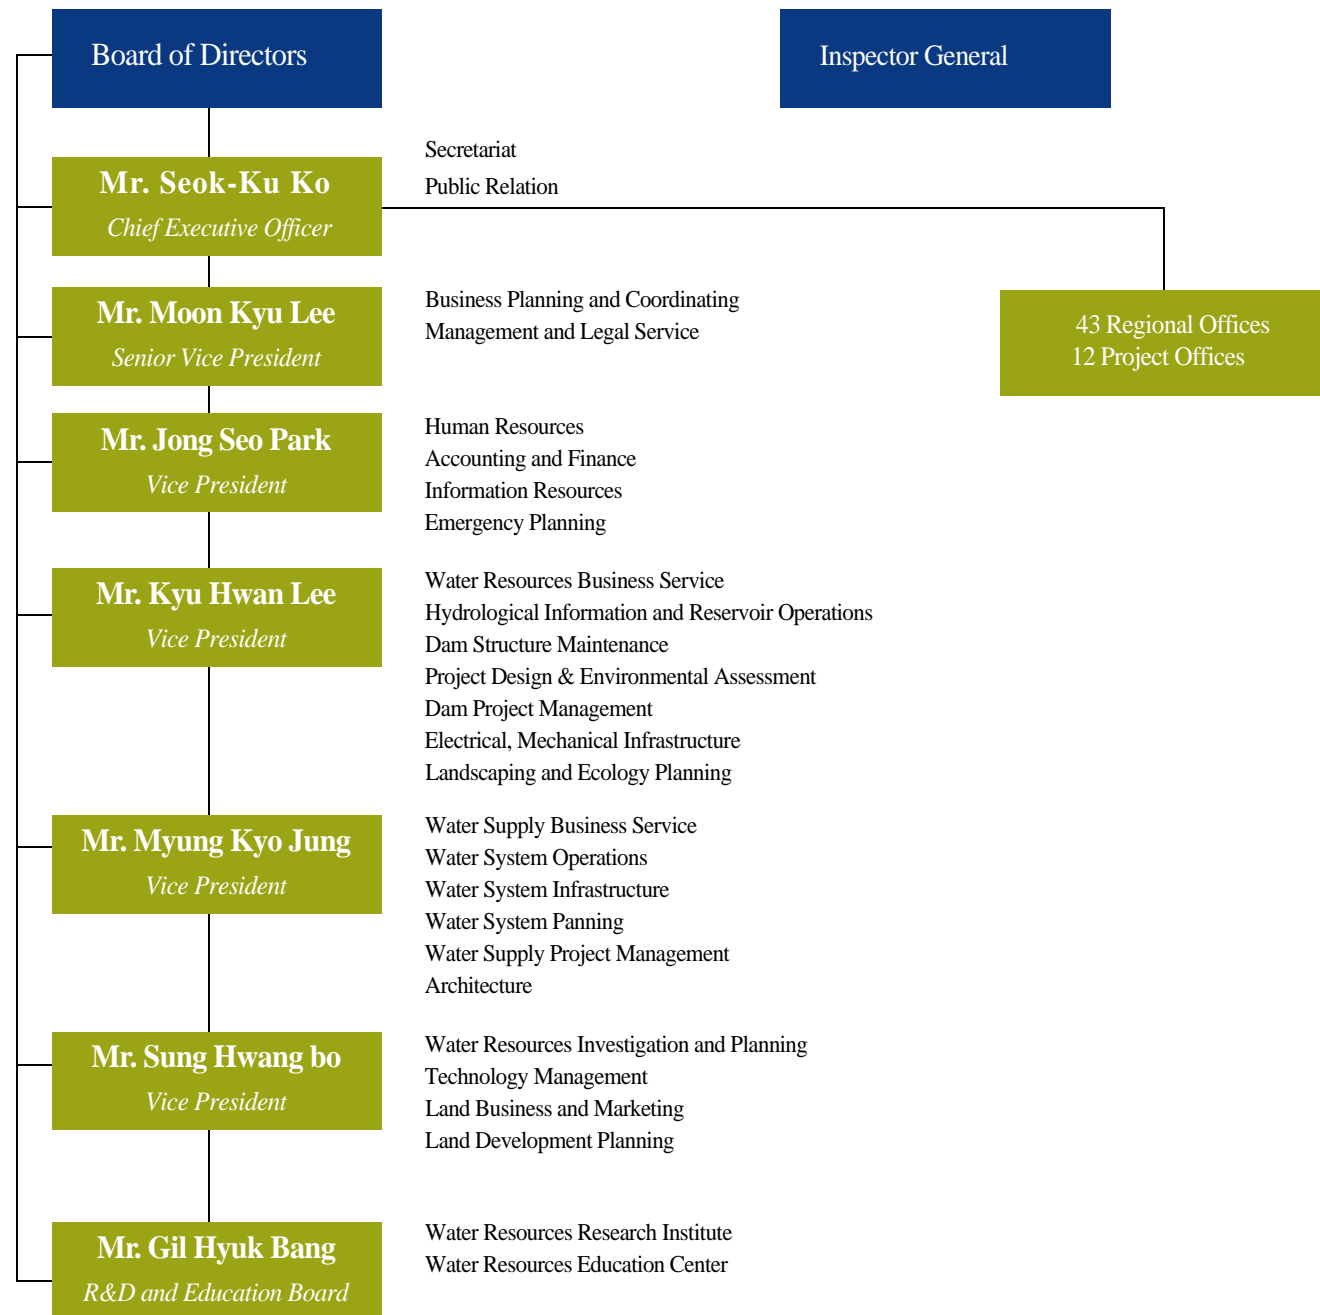 Board of Directors
Inspector General
Secretariat
Public Relation
Mr. Seok-Ku Ko
Chief Executive Officer
Mr. Moon Kyu Lee
Senior Vice President
Business Planning and Coordinating
Management and Legal Service
43 Regional Offices
12 Project Offices
Mr. Jong Seo Park
Vice President
Human Resources
Accounting and Finance
Information Resources
Emergency Planning
Mr. Kyu Hwan Lee
Vice President
Water Resources Business Service
Hydrological Information and Reservoir Operations
Dam Structure Maintenance
Project Design & Environmental Assessment
Dam Project Management
Electrical, Mechanical Infrastructure
Landscaping and Ecology Planning
Mr. Myung Kyo Jung
Vice President
Water Supply Business Service
Water System Operations
Water System Infrastructure
Water System Panning
Water Supply Project Management
Architecture
Mr. Sung Hwang bo
Vice President
Water Resources Investigation and Planning
Technology Management
Land Business and Marketing
Land Development Planning
Mr. Gil Hyuk Bang
R&D and Education Board
Water Resources Research Institute
Water Resources Education Center